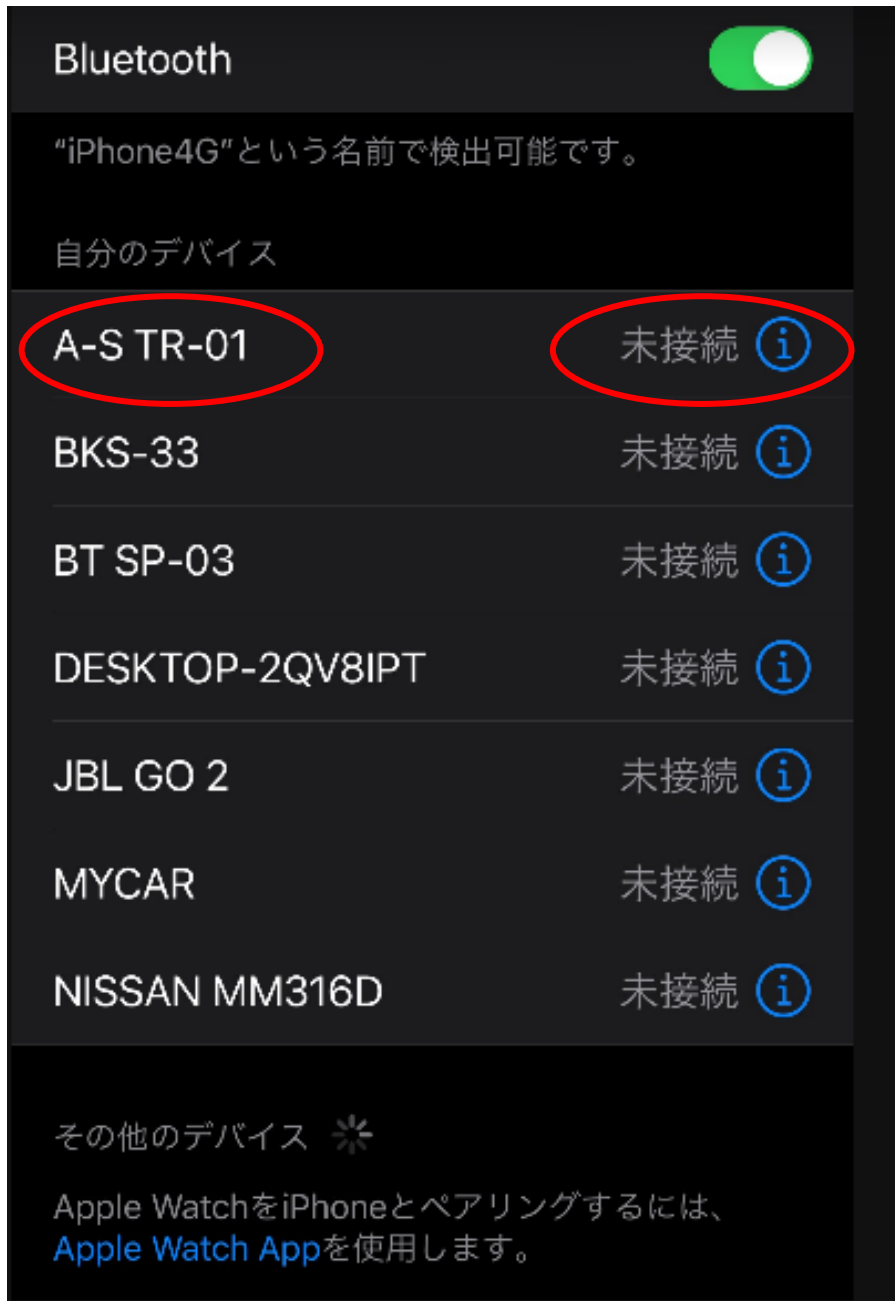 Bluetooth
“iPhone4G”という名前で検出可能です。
自分のデバイス
A-S TR-01 未接続
BKS-33 未接続
BT SP-03 未接続
DESKTOP-2QV8IPT 未接続
JBL GO 2 未接続
MYCAR 未接続
NISSAN MM316D 未接続
その他のデバイス
Apple WatchをiPhoneとペアリングするには、
Apple Watch Appを使用します。